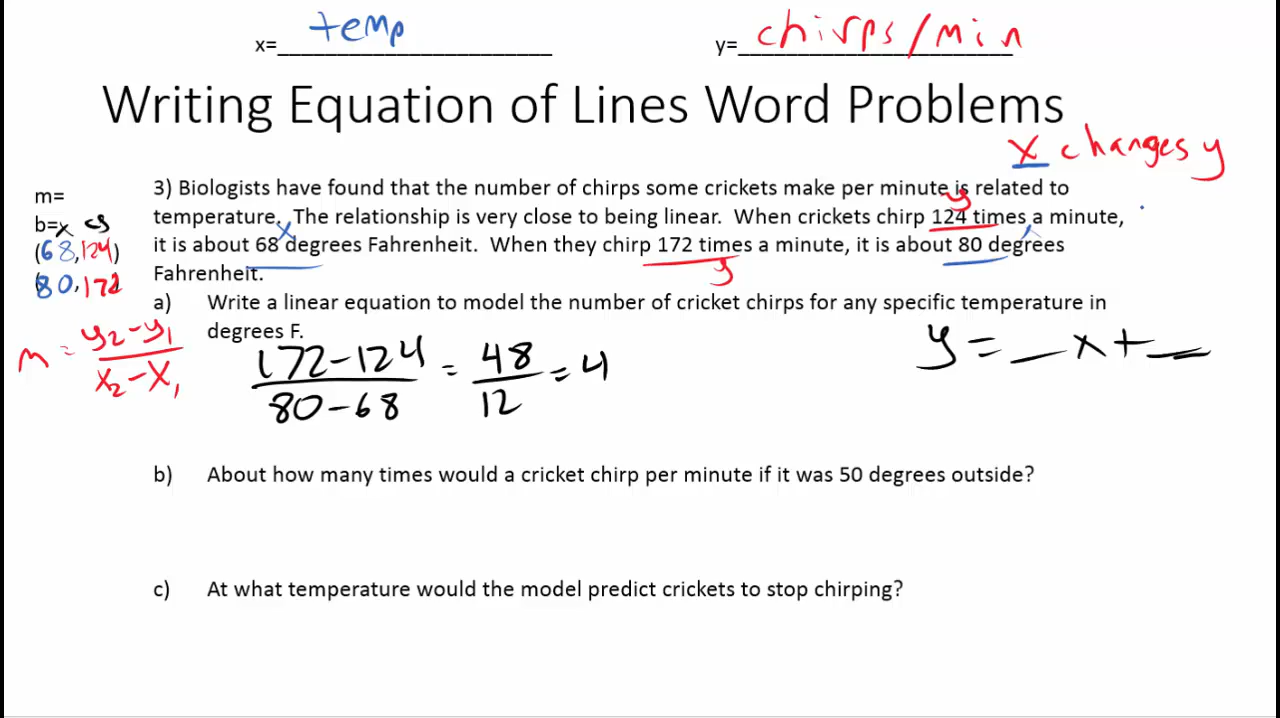 x= temp y= chirps/min
Writing Equation of Lines Word Problems
x changes y
m=
b= x y
(68,124)
(80,172
m = y2-y1 / x2-x1
3) Biologists have found that the number of chirps some crickets make per minute is related to
temperature. The relationship is very close to being linear. When crickets chirp 124 times a minute,
it is about 68 degrees Fahrenheit. When they chirp 172 times a minute, it is about 80 degrees
Fahrenheit.
y
x
x
y
a) Write a linear equation to model the number of cricket chirps for any specific temperature in
degrees F.
172-124 / 80-68 = 48 / 12 = 4
y = _ x + _
b) About how many times would a cricket chirp per minute if it was 50 degrees outside?
c) At what temperature would the model predict crickets to stop chirping?